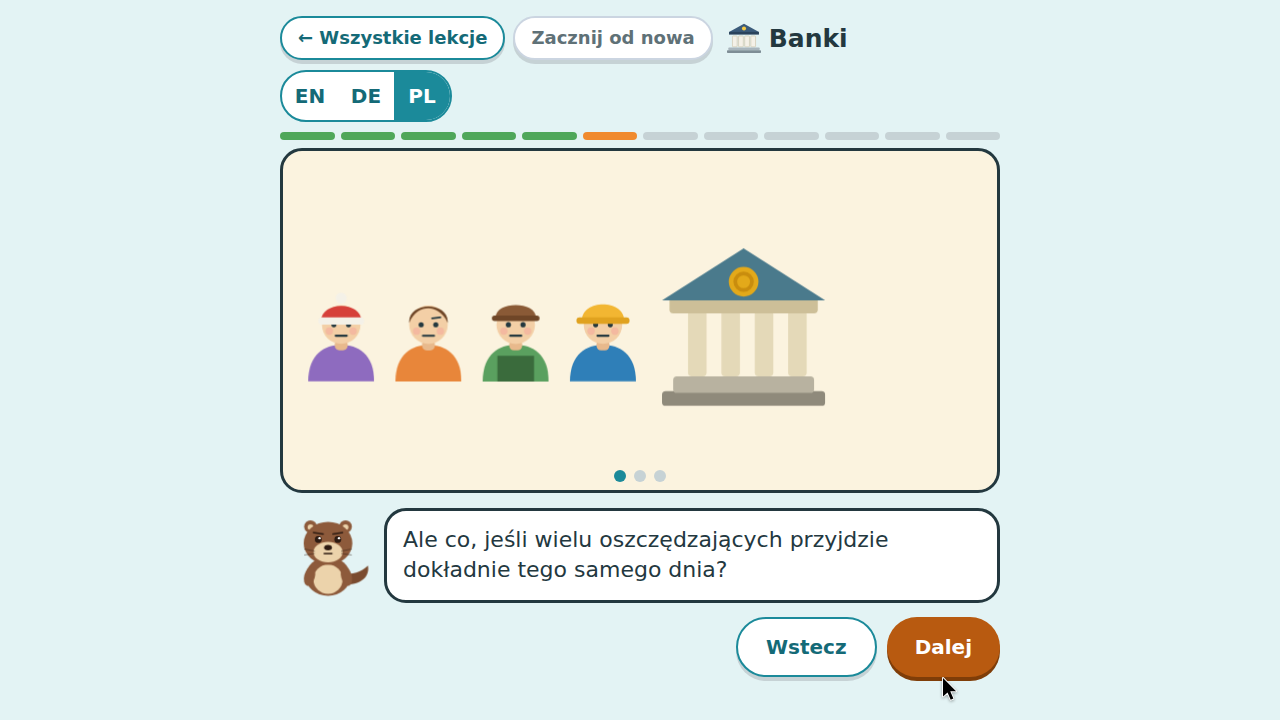 ← Wszystkie lekcje
Zacznij od nowa
Banki
EN DE PL
Ale co, jeśli wielu oszczędzających przyjdzie
dokładnie tego samego dnia?
Wstecz
Dalej